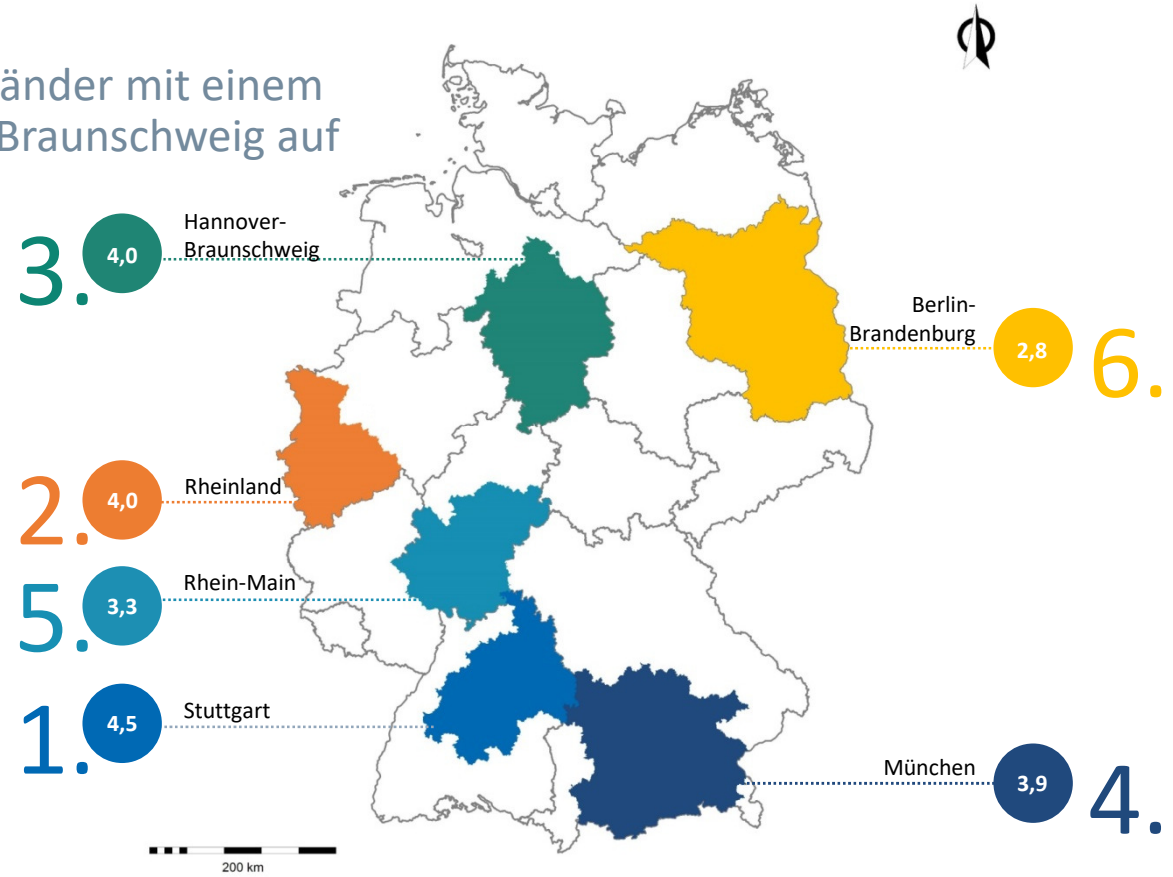 änder mit einem
Braunschweig auf
3.
4,0
Hannover-
Braunschweig
Berlin-
Brandenburg
2,8
6.
2.
4,0
Rheinland
5.
3,3
Rhein-Main
1.
4,5
Stuttgart
München
3,9
4.
200 km